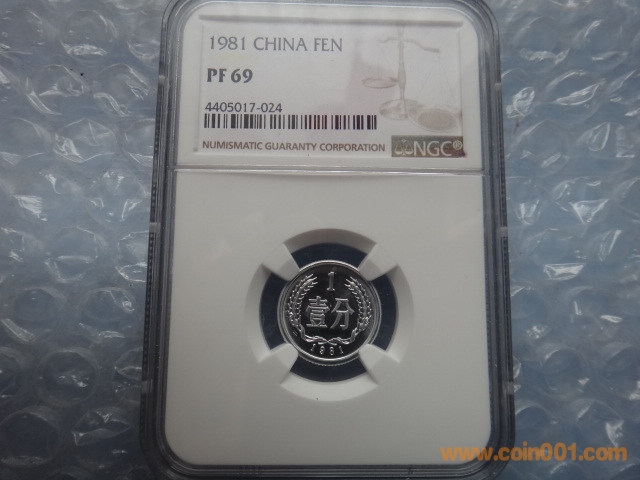 1981 CHINA FEN
PF 69
4405017-024
NUMISMATIC GUARANTY CORPORATION
NGC®
1
壹分
1981
www.coin001.com